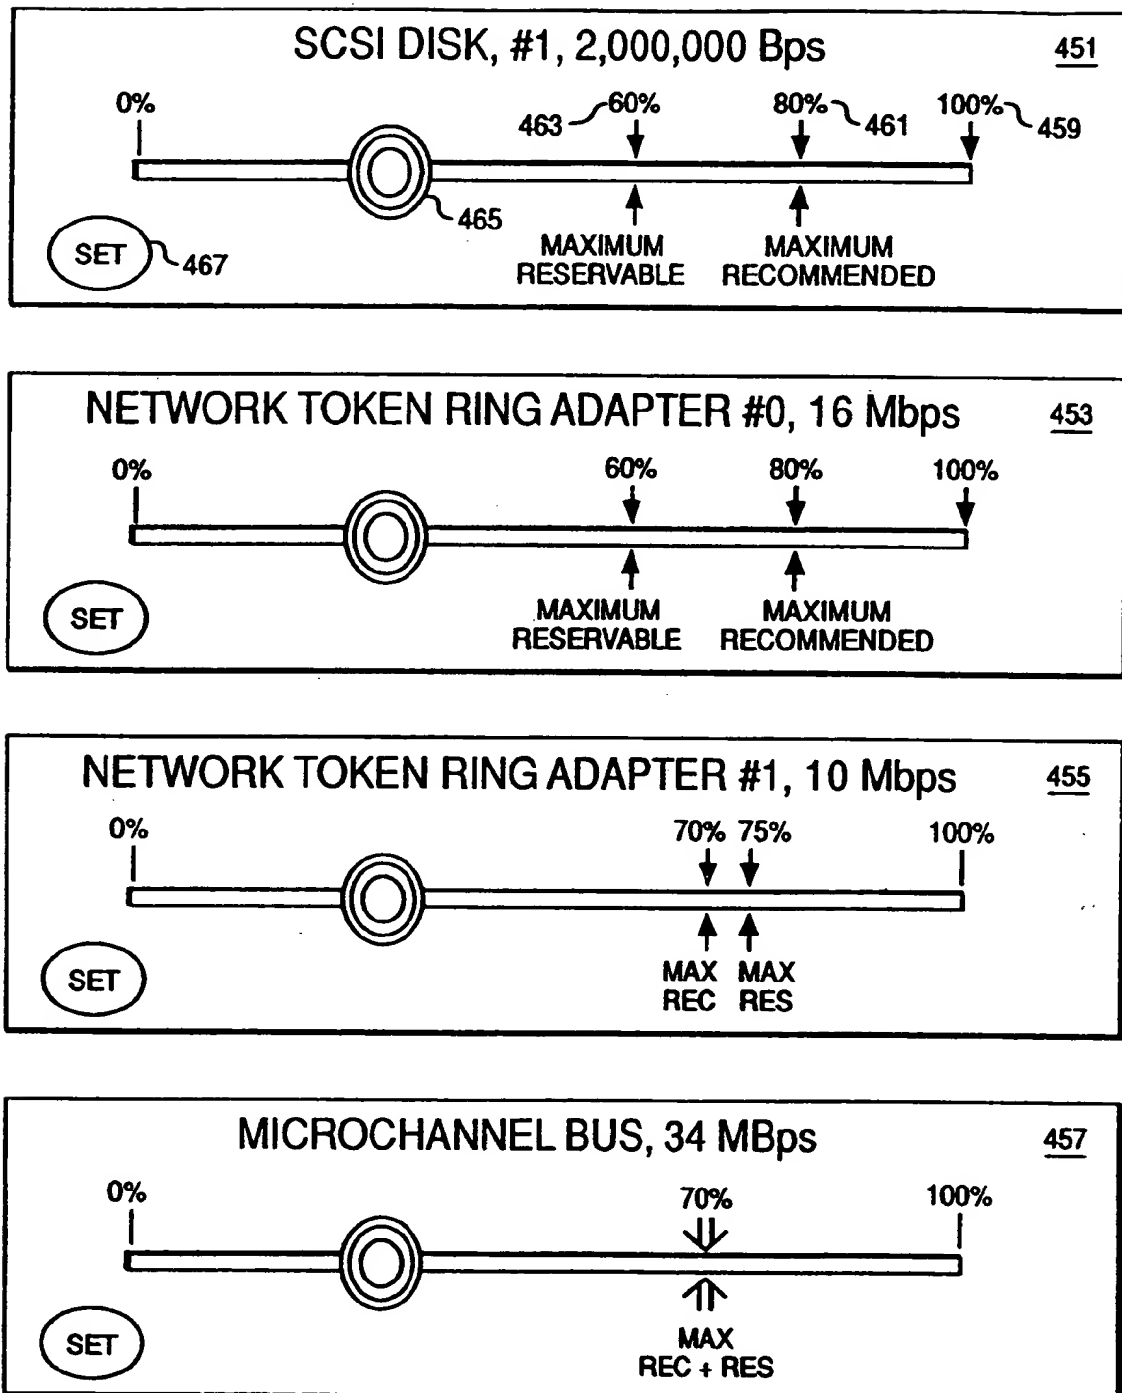 SCSI DISK, #1, 2,000,000 Bps
451
0%
463
60%
80%
461
100%
459
465
SET
467
MAXIMUM
RESERVABLE
MAXIMUM
RECOMMENDED
NETWORK TOKEN RING ADAPTER #0, 16 Mbps
453
0%
60%
80%
100%
SET
MAXIMUM
RESERVABLE
MAXIMUM
RECOMMENDED
NETWORK TOKEN RING ADAPTER #1, 10 Mbps
455
0%
70%
75%
100%
SET
MAX
REC
MAX
RES
MICROCHANNEL BUS, 34 MBps
457
0%
70%
100%
SET
MAX
REC + RES